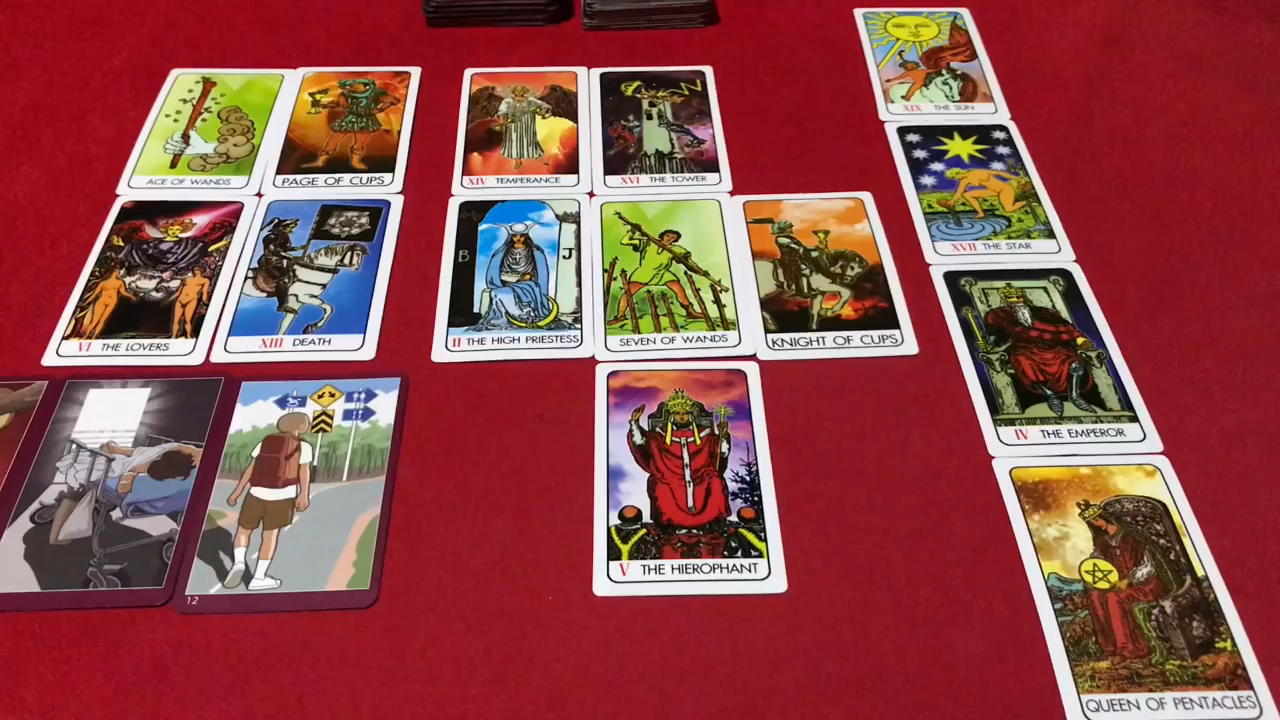 ACE OF WANDS
PAGE OF CUPS
XIV TEMPERANCE
XVI THE TOWER
XIX THE SUN
XVII THE STAR
VI THE LOVERS
XIII DEATH
B J
II THE HIGH PRIESTESS
SEVEN OF WANDS
KNIGHT OF CUPS
IV THE EMPEROR
V THE HIEROPHANT
12
QUEEN OF PENTACLES